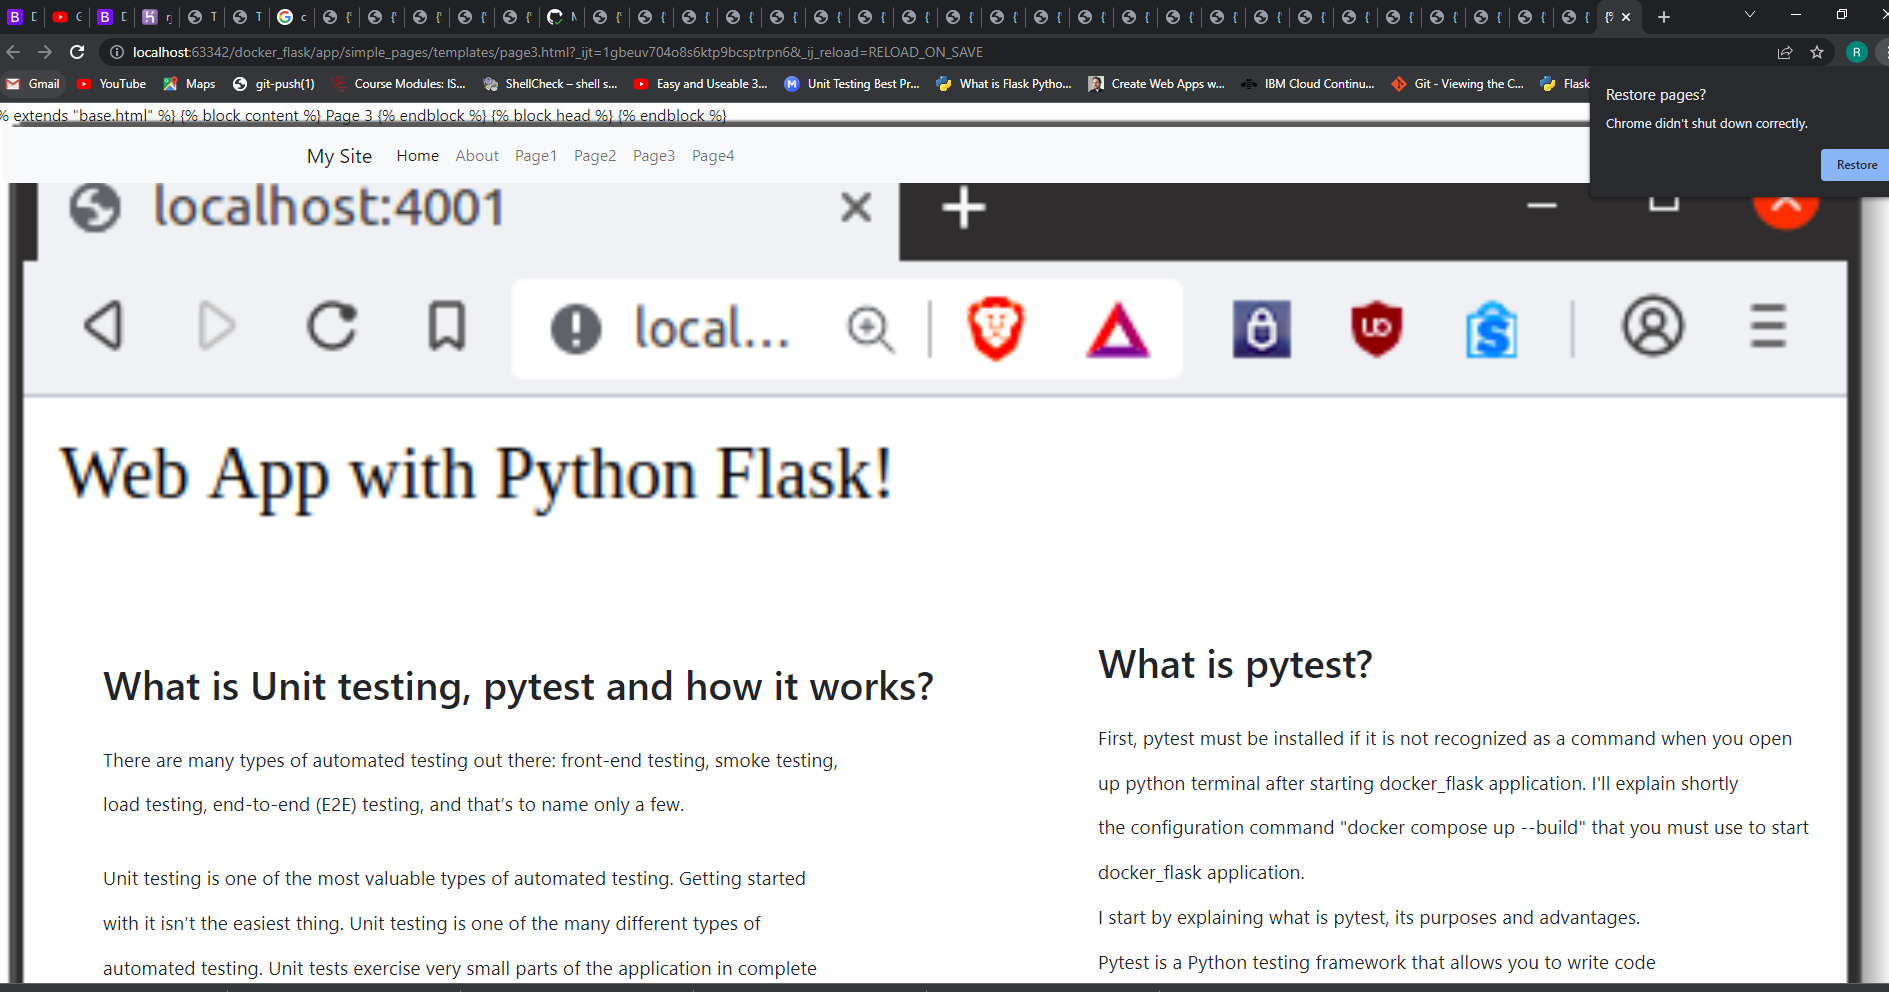 localhost:63342/docker_flask/app/simple_pages/templates/page3.html?_ijt=1gbeuv704o8s6ktp9bcsptrpn6&_ij_reload=RELOAD_ON_SAVE
R
Gmail YouTube Maps git-push(1) Course Modules: IS... ShellCheck – shell s... Easy and Useable 3... Unit Testing Best Pr... What is Flask Pytho... Create Web Apps w... IBM Cloud Continu... Git - Viewing the C... Flask
Restore pages?
Chrome didn't shut down correctly.
Restore
% extends "base.html" %} {% block content %} Page 3 {% endblock %} {% block head %} {% endblock %}
My Site Home About Page1 Page2 Page3 Page4
localhost:4001
local...
Web App with Python Flask!
What is Unit testing, pytest and how it works?
There are many types of automated testing out there: front-end testing, smoke testing,
load testing, end-to-end (E2E) testing, and that’s to name only a few.
Unit testing is one of the most valuable types of automated testing. Getting started
with it isn’t the easiest thing. Unit testing is one of the many different types of
automated testing. Unit tests exercise very small parts of the application in complete
What is pytest?
First, pytest must be installed if it is not recognized as a command when you open
up python terminal after starting docker_flask application. I'll explain shortly
the configuration command "docker compose up --build" that you must use to start
docker_flask application.
I start by explaining what is pytest, its purposes and advantages.
Pytest is a Python testing framework that allows you to write code